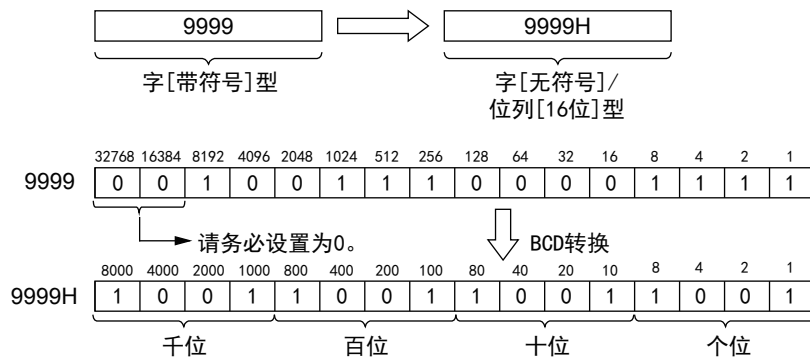 9999 9999H
字[带符号]型 字[无符号]/
位列[16位]型
32768 16384 8192 4096 2048 1024 512 256 128 64 32 16 8 4 2 1
9999 0 0 1 0 0 1 1 1 0 0 0 0 1 1 1 1
请务必设置为0。 BCD转换
8000 4000 2000 1000 800 400 200 100 80 40 20 10 8 4 2 1
9999H 1 0 0 1 1 0 0 1 1 0 0 1 1 0 0 1
千位 百位 十位 个位